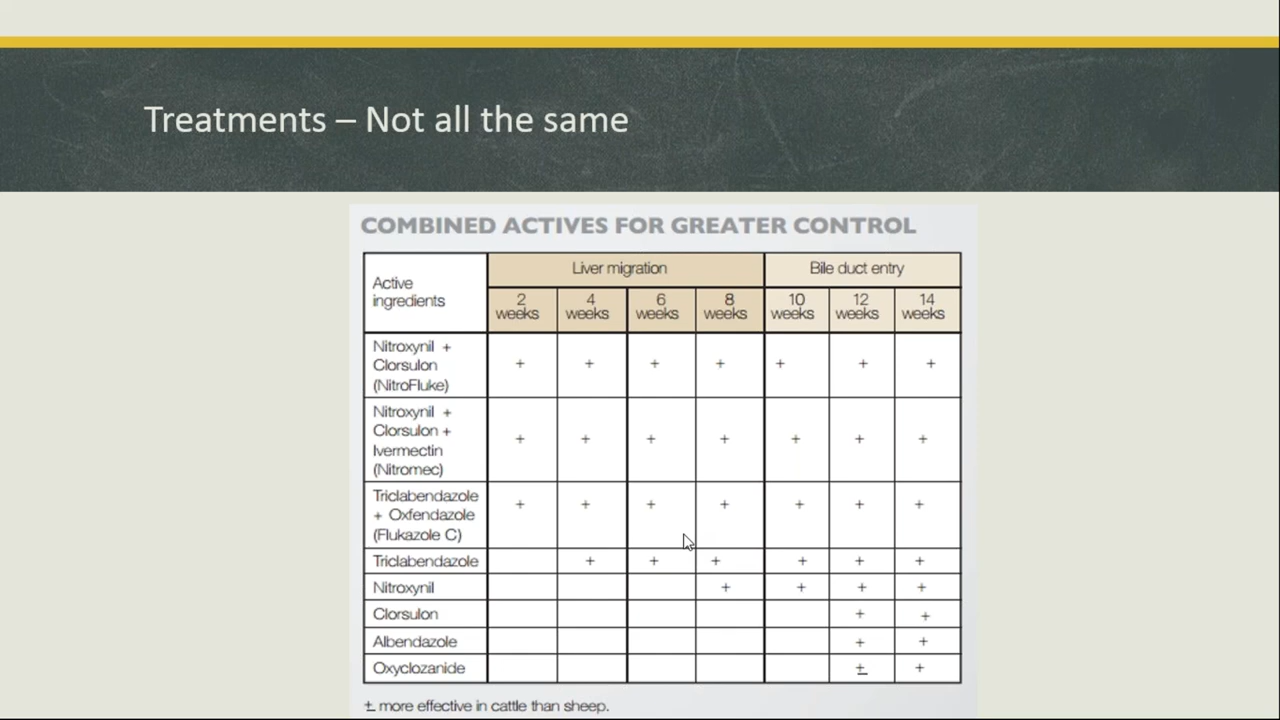 Treatments – Not all the same
COMBINED ACTIVES FOR GREATER CONTROL
Active
ingredients
Liver migration
Bile duct entry
2
weeks
4
weeks
6
weeks
8
weeks
10
weeks
12
weeks
14
weeks
Nitroxynil +
Clorsulon
(NitroFluke)
+ + + + + + +
Nitroxynil +
Clorsulon +
Ivermectin
(Nitromec)
+ + + + + + +
Triclabendazole
+ Oxfendazole
(Flukazole C)
+ + + + + + +
Triclabendazole + + + + + +
Nitroxynil + + + +
Clorsulon + +
Albendazole + +
Oxyclozanide ± +
± more effective in cattle than sheep.